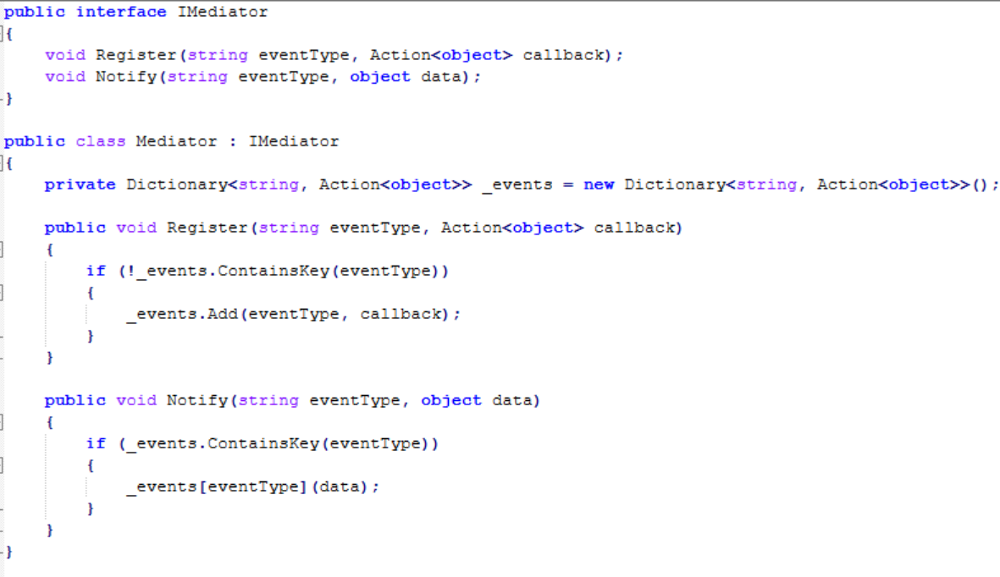 public interface IMediator
{
    void Register(string eventType, Action<object> callback);
    void Notify(string eventType, object data);
}

public class Mediator : IMediator
{
    private Dictionary<string, Action<object>> _events = new Dictionary<string, Action<object>>();

    public void Register(string eventType, Action<object> callback)
    {
        if (!_events.ContainsKey(eventType))
        {
            _events.Add(eventType, callback);
        }
    }

    public void Notify(string eventType, object data)
    {
        if (_events.ContainsKey(eventType))
        {
            _events[eventType](data);
        }
    }
}